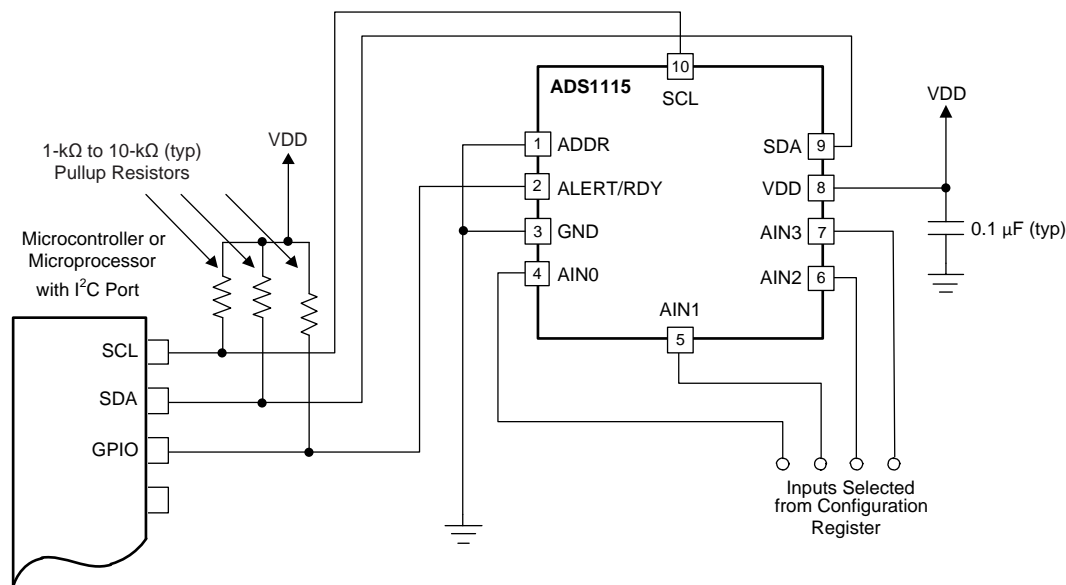 10
ADS1115
SCL
VDD
1-kΩ to 10-kΩ (typ)
Pullup Resistors
VDD
1
ADDR
SDA
9
2
ALERT/RDY
VDD
8
3
GND
AIN3
7
0.1 μF (typ)
Microcontroller or
Microprocessor
with I²C Port
4
AIN0
AIN2
6
AIN1
5
SCL
SDA
GPIO
Inputs Selected
from Configuration
Register